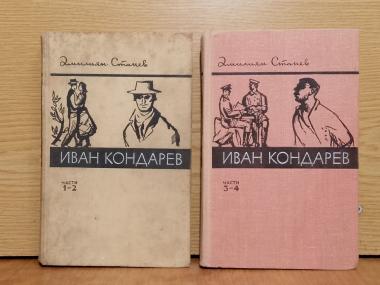 Эмилиян Станев
ИВАН КОНДАРЕВ
ЧАСТИ
1-2
Эмилиян Станев
ИВАН КОНДАРЕВ
ЧАСТИ
3-4